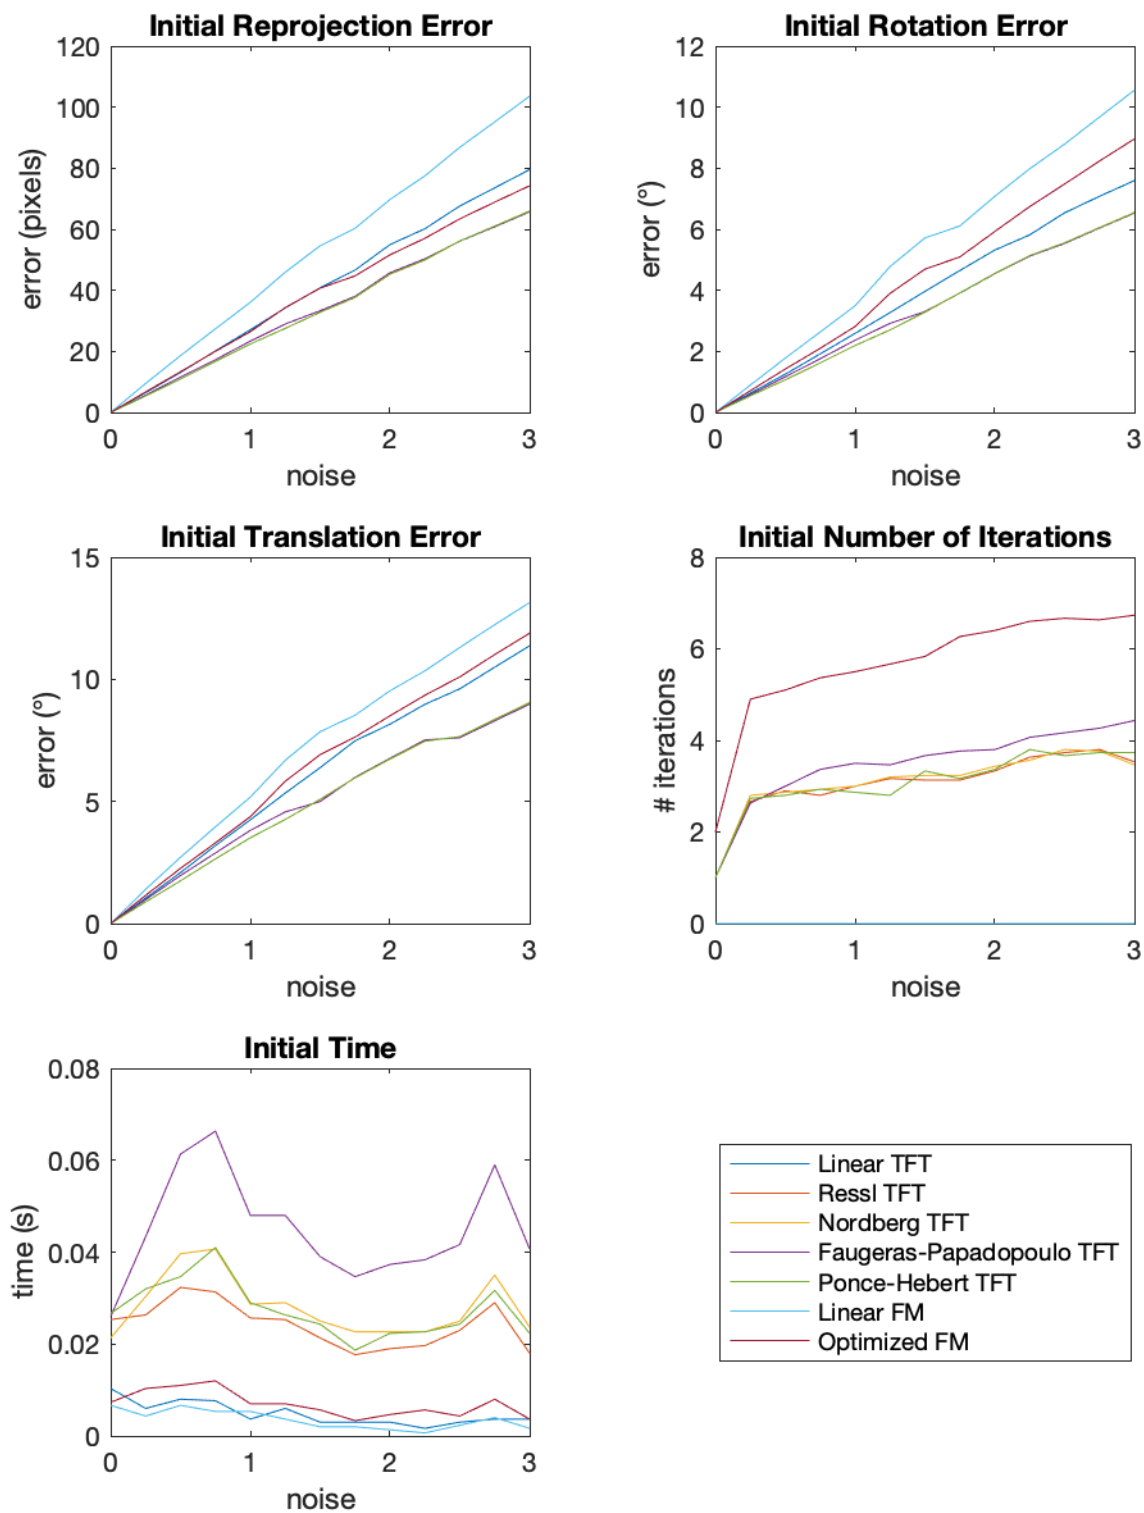 Initial Reprojection Error
120
100
80
60
40
20
0
error (pixels)
0 1 2 3
noise
Initial Rotation Error
12
10
8
6
4
2
0
error (°)
0 1 2 3
noise
Initial Translation Error
15
10
5
0
error (°)
0 1 2 3
noise
Initial Number of Iterations
8
6
4
2
0
# iterations
0 1 2 3
noise
Initial Time
0.08
0.06
0.04
0.02
0
time (s)
0 1 2 3
noise
Linear TFT
Ressl TFT
Nordberg TFT
Faugeras-Papadopoulo TFT
Ponce-Hebert TFT
Linear FM
Optimized FM